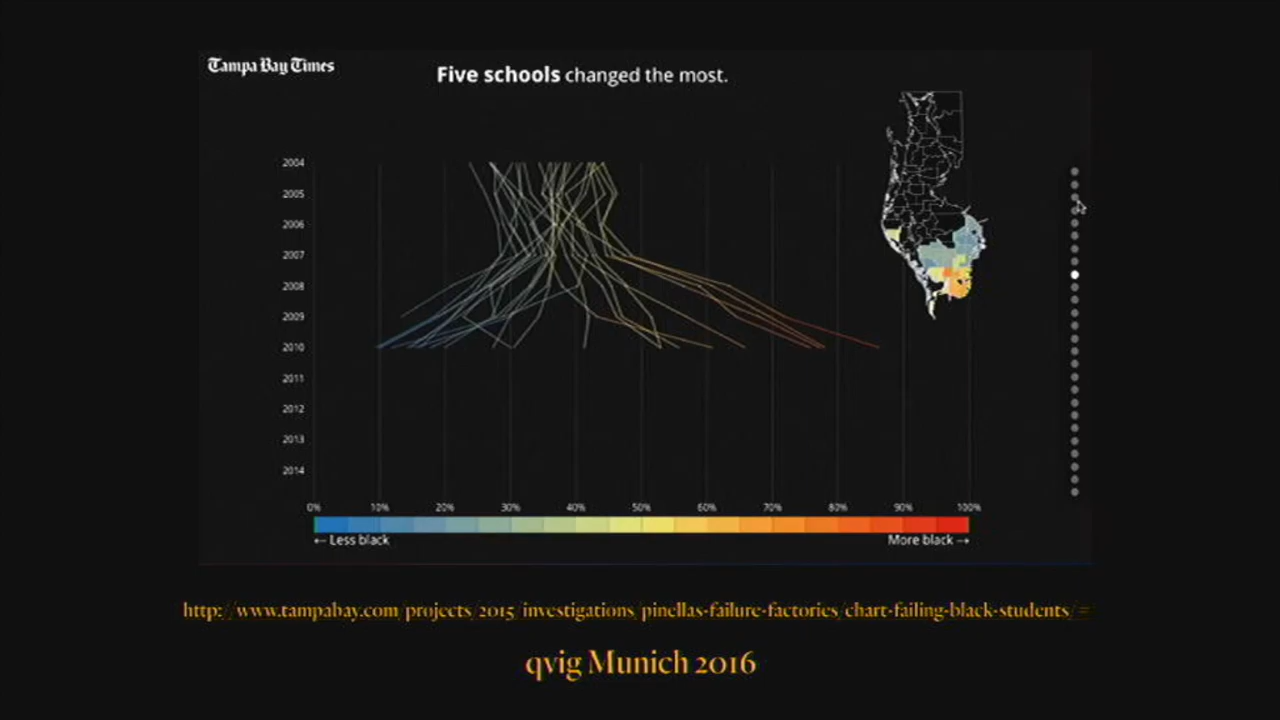 Tampa Bay Times
Five schools changed the most.
2004
2005
2006
2007
2008
2009
2010
2011
2012
2013
2014
0% 10% 20% 30% 40% 50% 60% 70% 80% 90% 100%
← Less black More black →
http://www.tampabay.com/projects/2015/investigations/pinellas-failure-factories/chart-failing-black-students/=
qvig Munich 2016